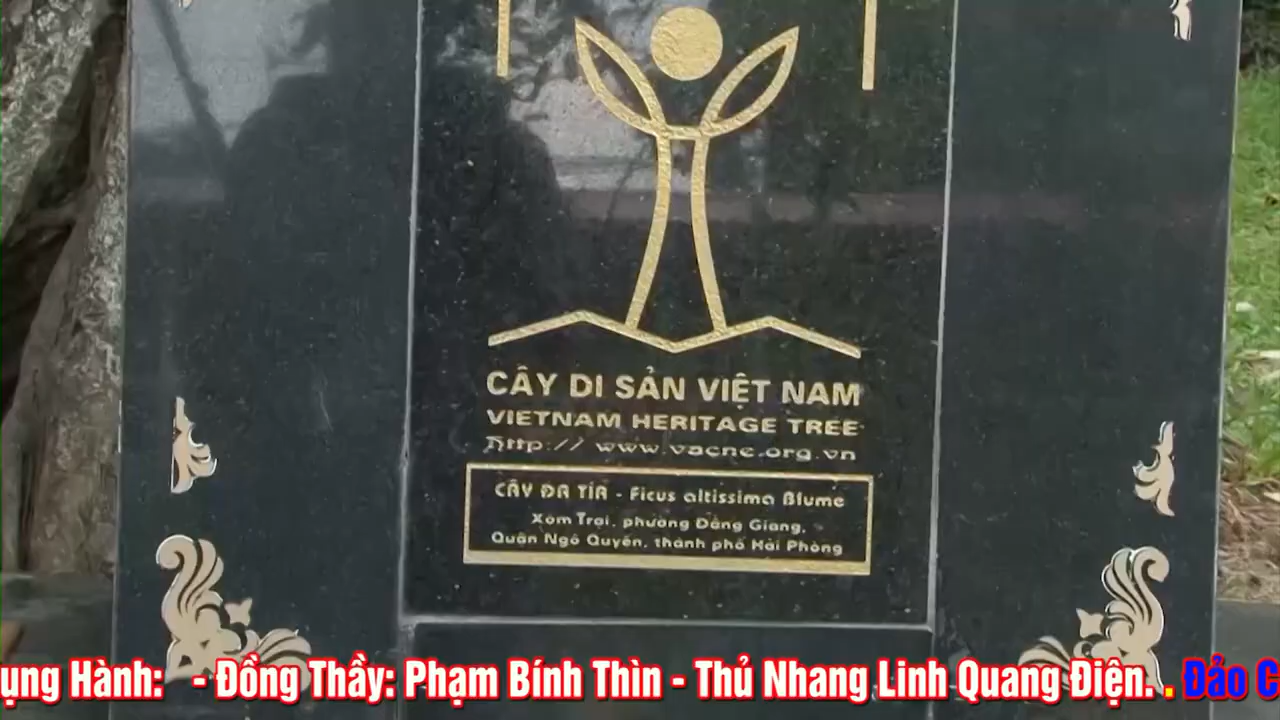 CÂY DI SẢN VIỆT NAM
VIETNAM HERITAGE TREE
http:// www.vacne.org.vn
CÂY ĐA TÍA - Ficus altissima Blume
Xóm Trại, phường Đằng Giang,
Quận Ngô Quyền, thành phố Hải Phòng
ụng Hành: - Đồng Thầy: Phạm Bính Thìn - Thủ Nhang Linh Quang Điện. . Đảo C